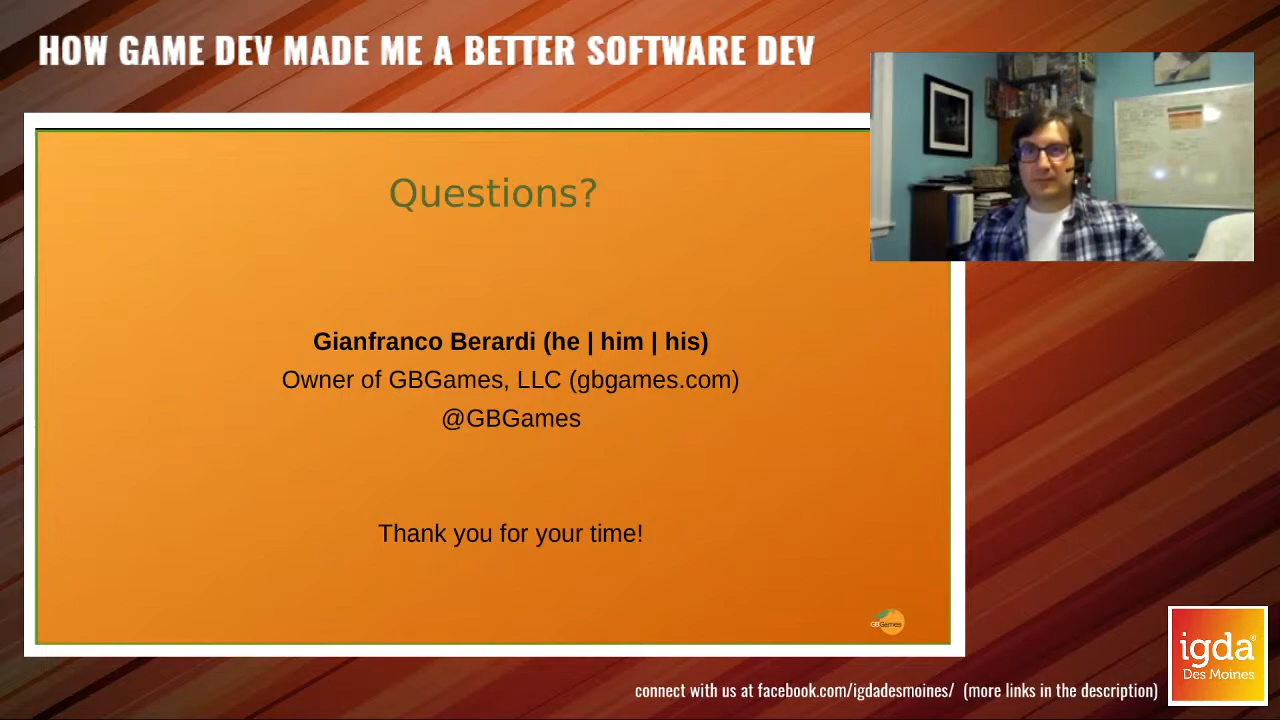 HOW GAME DEV MADE ME A BETTER SOFTWARE DEV
Questions?
Gianfranco Berardi (he | him | his)
Owner of GBGames, LLC (gbgames.com)
@GBGames
Thank you for your time!
GBGames
connect with us at facebook.com/igdadesmoines/ (more links in the description)
igda®
Des Moines